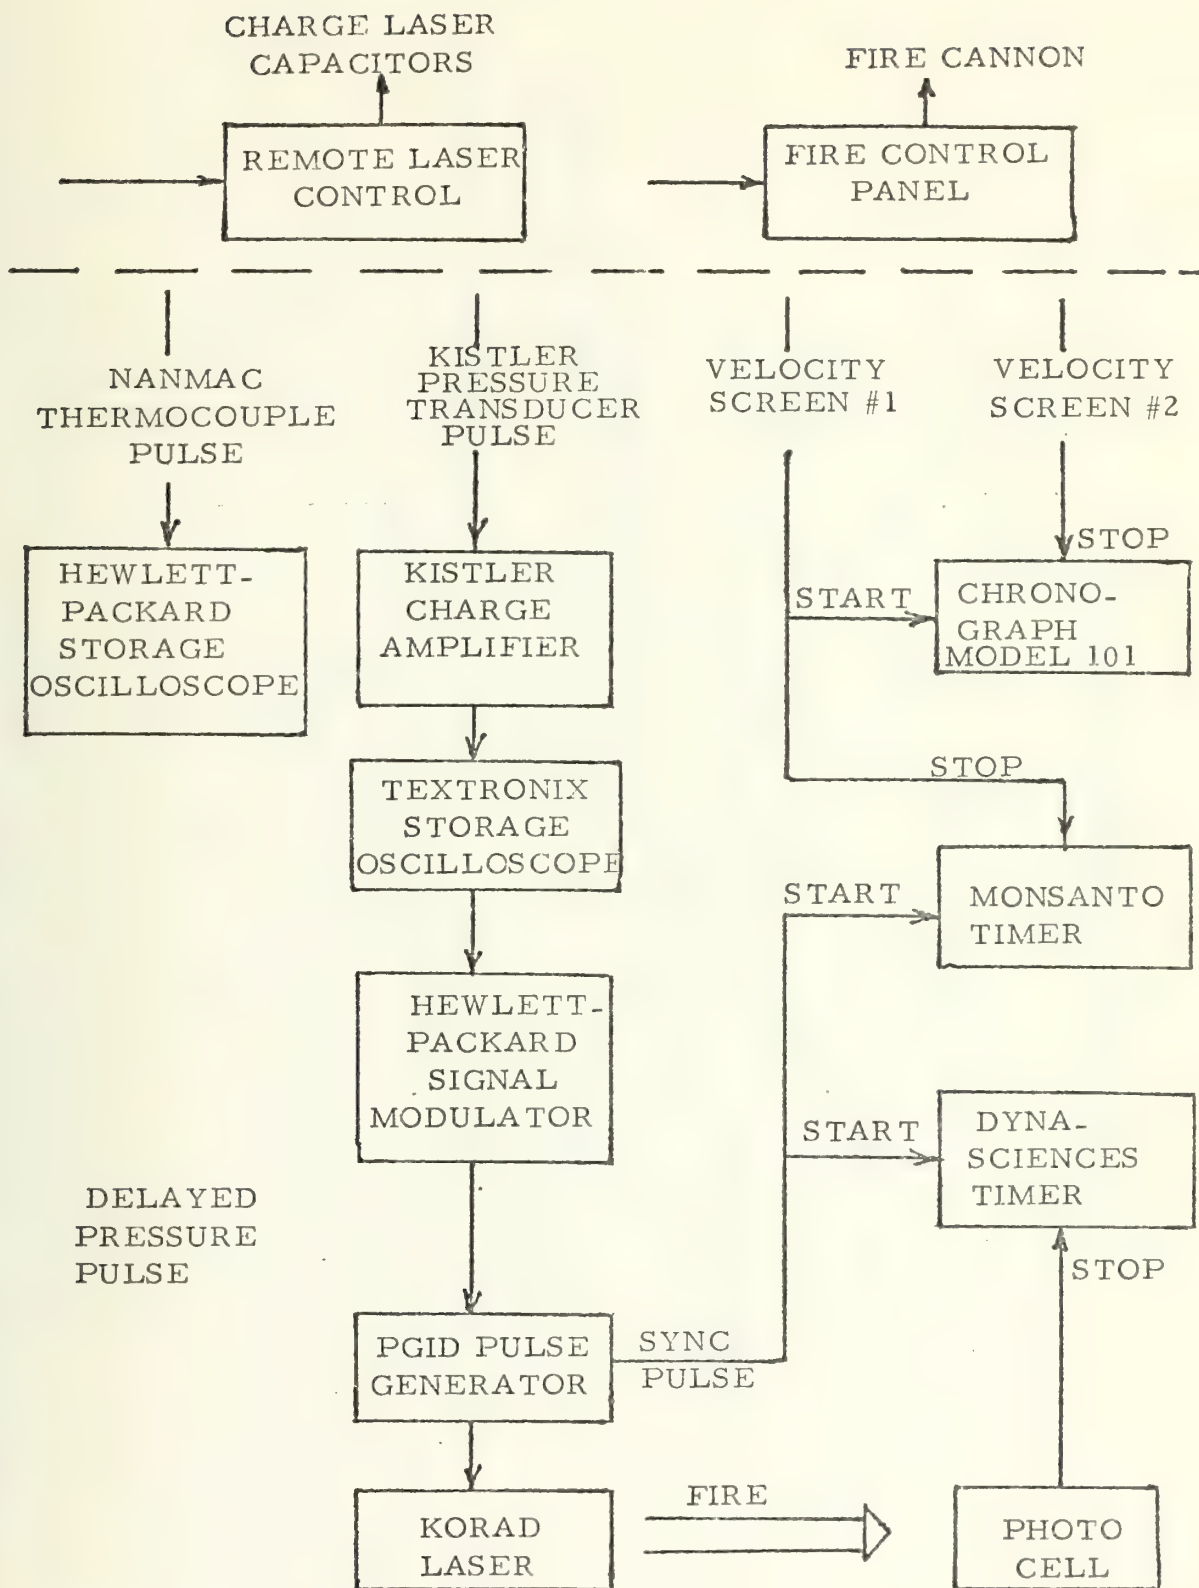 CHARGE LASER
CAPACITORS
FIRE CANNON
REMOTE LASER
CONTROL
FIRE CONTROL
PANEL
NANMAC
THERMOCOUPLE
PULSE
KISTLER
PRESSURE
TRANSDUCER
PULSE
VELOCITY
SCREEN #1
VELOCITY
SCREEN #2
HEWLETT-
PACKARD
STORAGE
OSCILLOSCOPE
KISTLER
CHARGE
AMPLIFIER
START
STOP
CHRONO-
GRAPH
MODEL 101
TEXTRONIX
STORAGE
OSCILLOSCOPE
STOP
START
MONSANTO
TIMER
HEWLETT-
PACKARD
SIGNAL
MODULATOR
START
DYNA-
SCIENCES
TIMER
STOP
DELAYED
PRESSURE
PULSE
PGID PULSE
GENERATOR
SYNC
PULSE
KORAD
LASER
FIRE
PHOTO
CELL